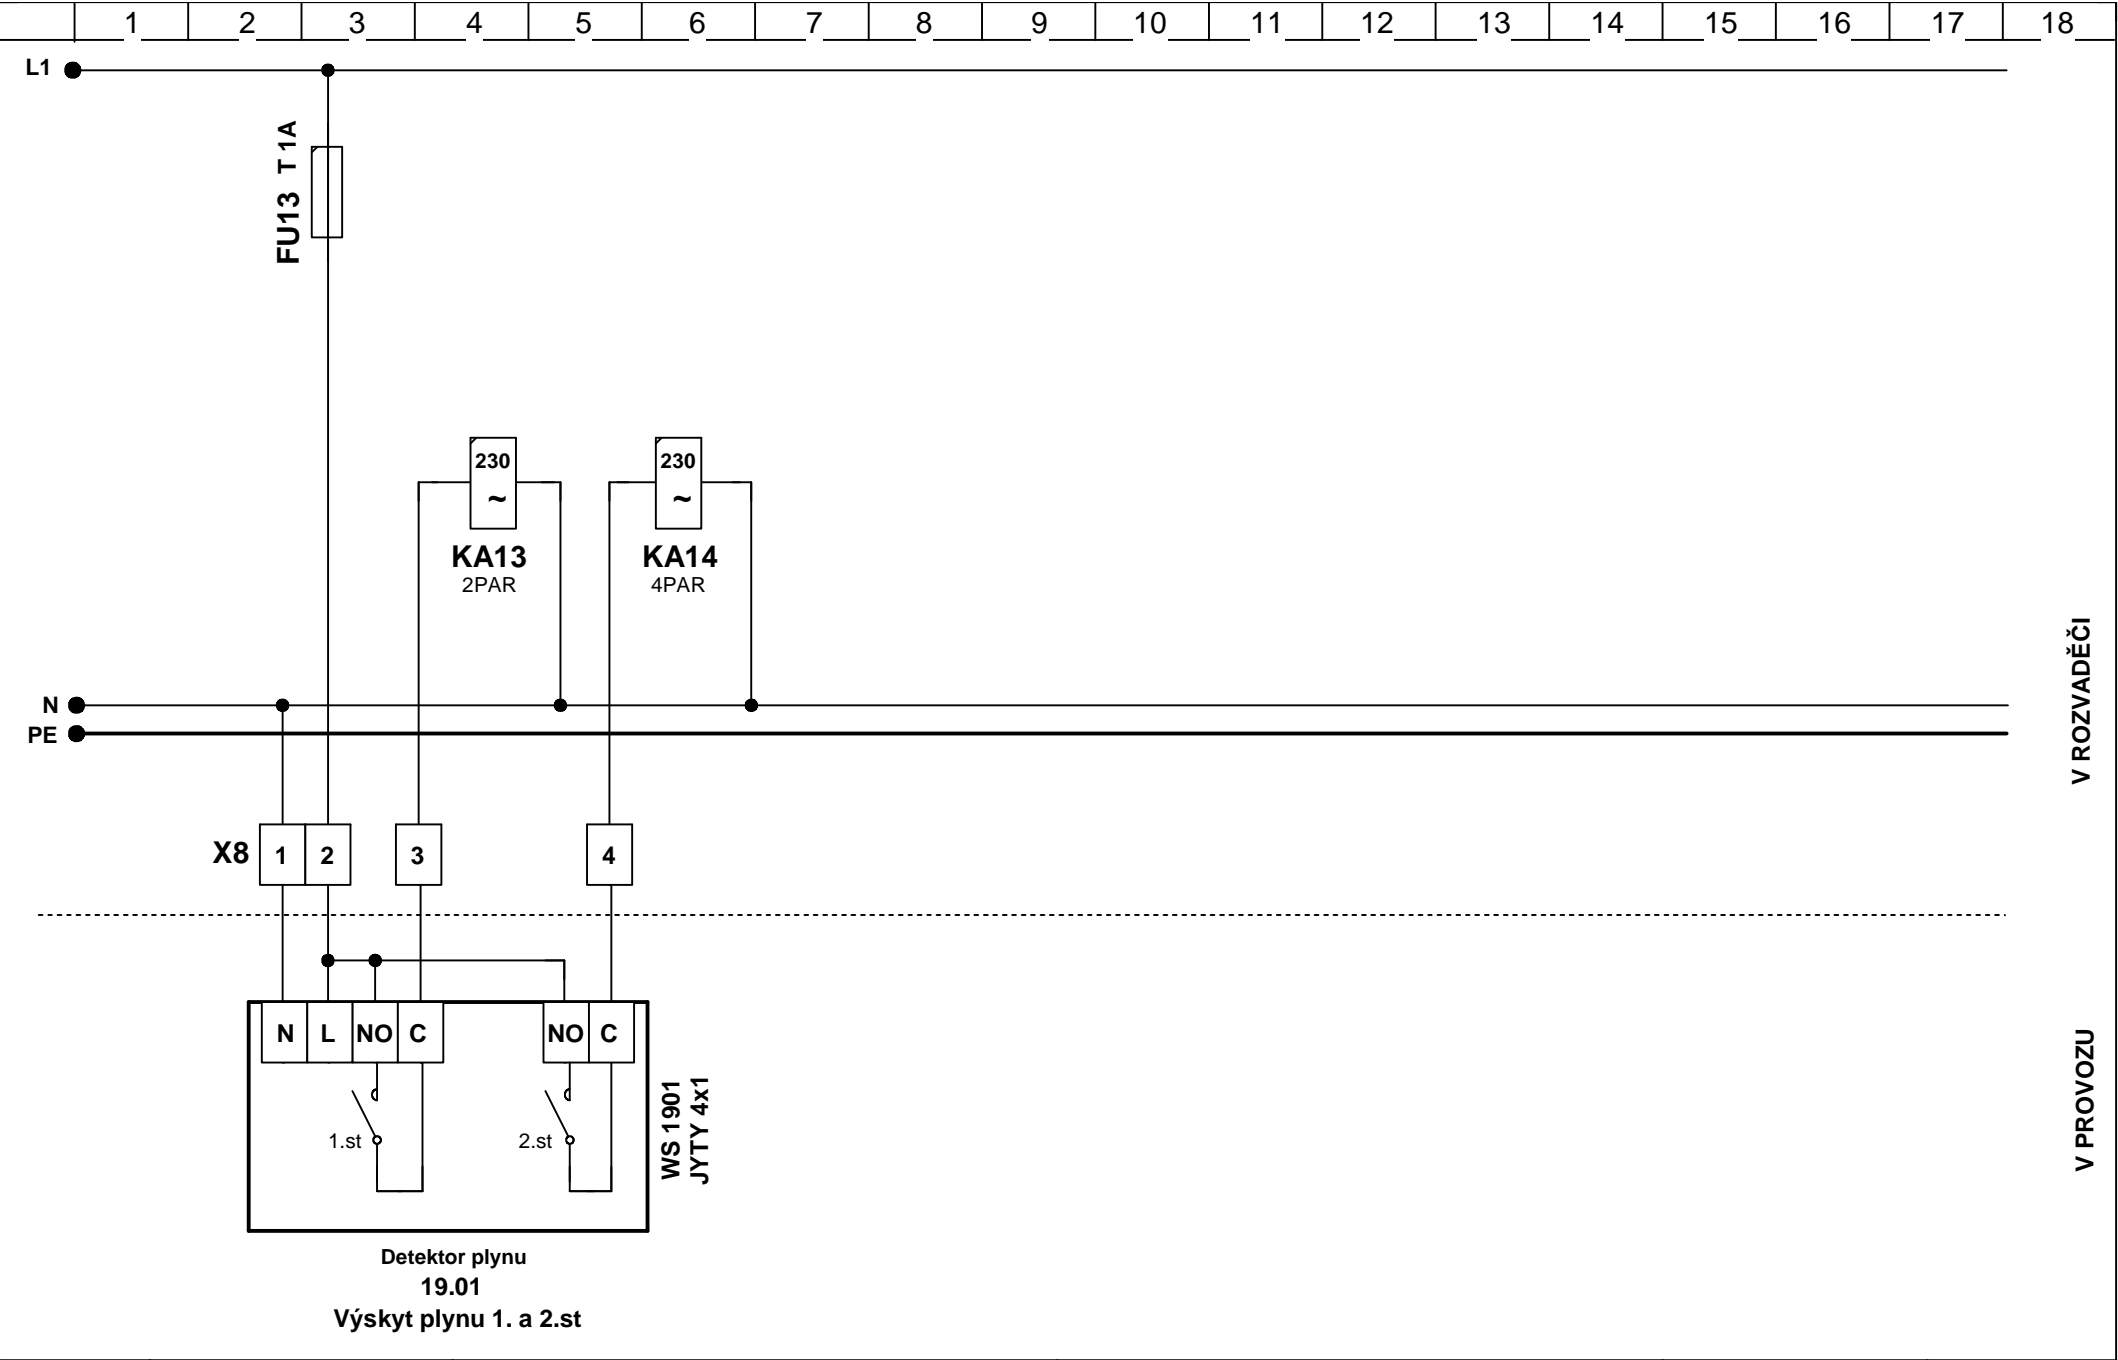 1 2 3 4 5 6 7 8 9 10 11 12 13 14 15 16 17 18
L1
FU13 T 1A
230 230
~ ~
KA13 KA14
2PAR 4PAR
N
PE
V ROZVADĚČI
X8 1 2 3 4
N L NO C NO C
1.st 2.st
WS 1901
JYTY 4x1
V PROVOZU
Detektor plynu
19.01
Výskyt plynu 1. a 2.st